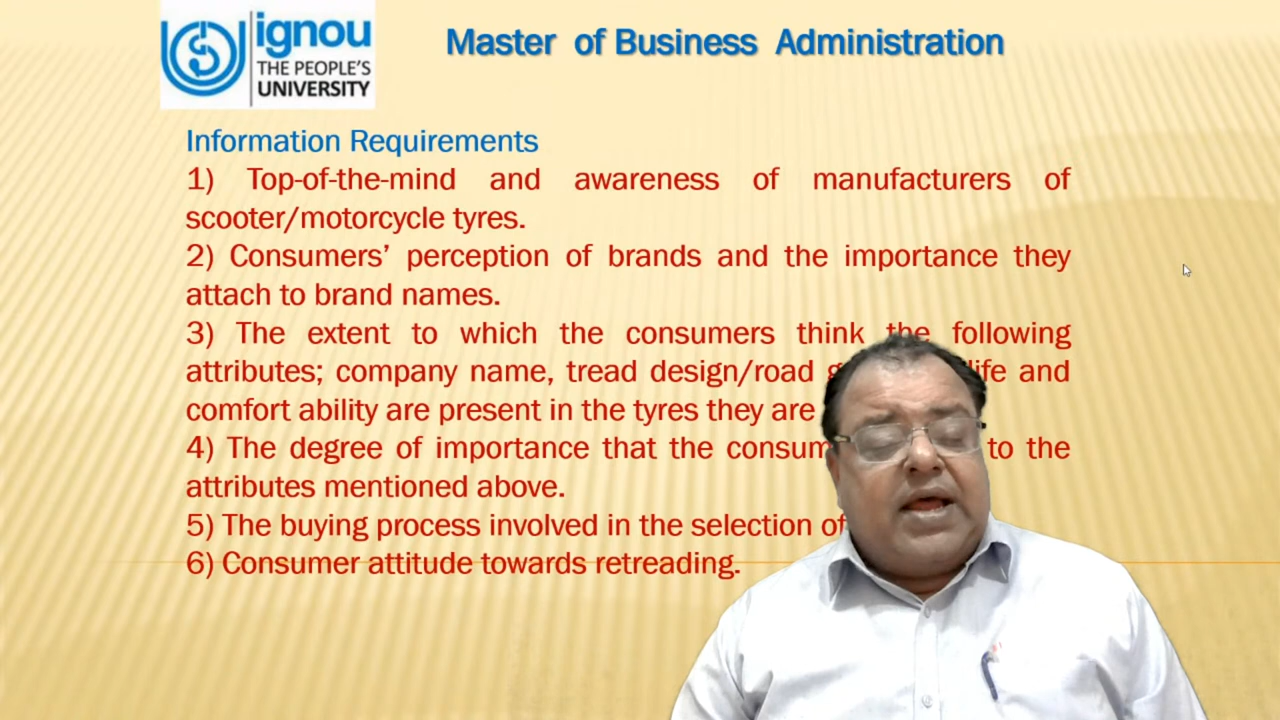 ignou
THE PEOPLE'S
UNIVERSITY
Master of Business Administration
Information Requirements
1) Top-of-the-mind and awareness of manufacturers of
scooter/motorcycle tyres.
2) Consumers' perception of brands and the importance they
attach to brand names.
3) The extent to which the consumers think the following
attributes; company name, tread design/road life and
comfort ability are present in the tyres they are
4) The degree of importance that the to the
attributes mentioned above.
5) The buying process involved in the selection of
6) Consumer attitude towards retreading.